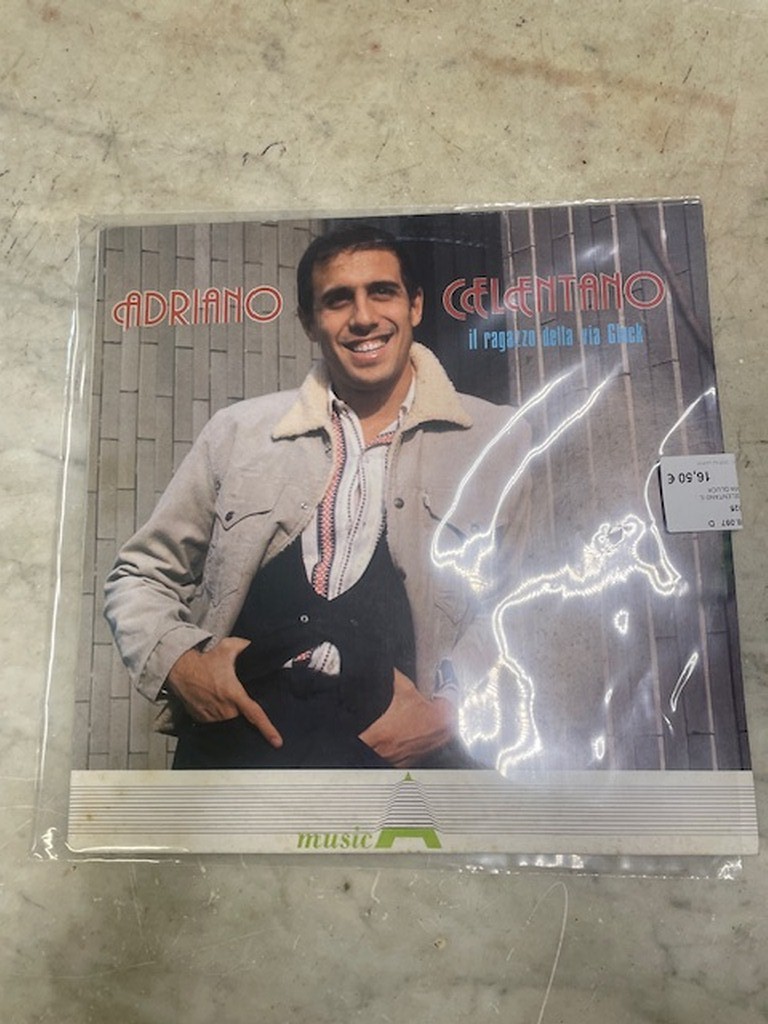 ADRIANO CELENTANO
il ragazzo della via Gluck
16,50 €
music A